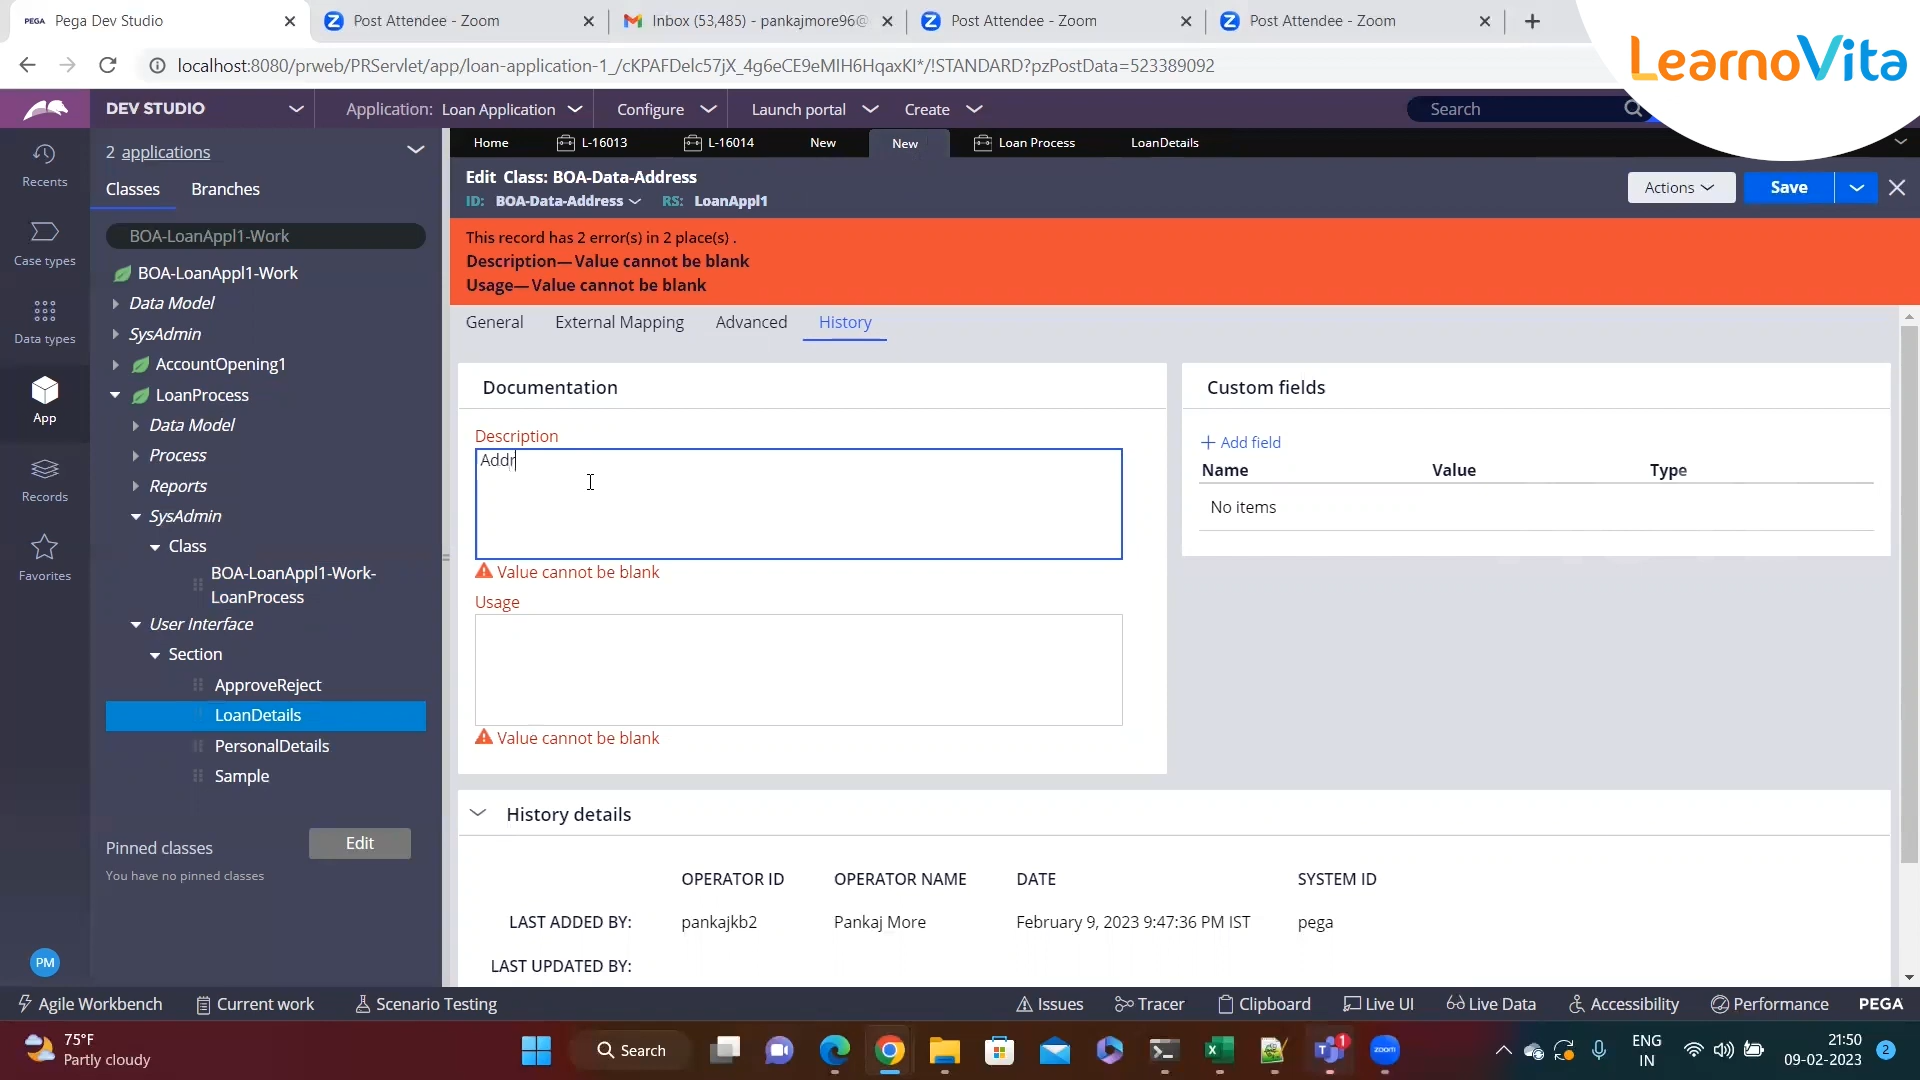 PEGA Pega Dev Studio
Post Attendee - Zoom
Inbox (53,485) - pankajmore96@
Post Attendee - Zoom
Post Attendee - Zoom
LearnoVita
localhost:8080/prweb/PRServlet/app/loan-application-1_/cKPAFDelc57jX_4g6eCE9eMIH6HqaxKI*/!STANDARD?pzPostData=523389092
DEV STUDIO
Application: Loan Application
Configure
Launch portal
Create
Search
Recents
Case types
Data types
App
Records
Favorites
PM
2 applications
Classes Branches
BOA-LoanAppl1-Work
BOA-LoanAppl1-Work
Data Model
SysAdmin
AccountOpening1
LoanProcess
Data Model
Process
Reports
SysAdmin
Class
BOA-LoanAppl1-Work-
LoanProcess
User Interface
Section
ApproveReject
LoanDetails
PersonalDetails
Sample
Pinned classes Edit
You have no pinned classes
Home L-16013 L-16014 New New Loan Process LoanDetails
Edit Class: BOA-Data-Address
ID: BOA-Data-Address RS: LoanAppl1
Actions Save
This record has 2 error(s) in 2 place(s) .
Description— Value cannot be blank
Usage— Value cannot be blank
General External Mapping Advanced History
Documentation
Description
Addr
Value cannot be blank
Usage
Value cannot be blank
Custom fields
Add field
Name Value Type
No items
History details
OPERATOR ID OPERATOR NAME DATE SYSTEM ID
LAST ADDED BY: pankajkb2 Pankaj More February 9, 2023 9:47:36 PM IST pega
LAST UPDATED BY:
Agile Workbench Current work Scenario Testing Issues Tracer Clipboard Live UI Live Data Accessibility Performance PEGA
75°F
Partly cloudy
Search
1
zoom
ENG
IN
21:50
09-02-2023
2